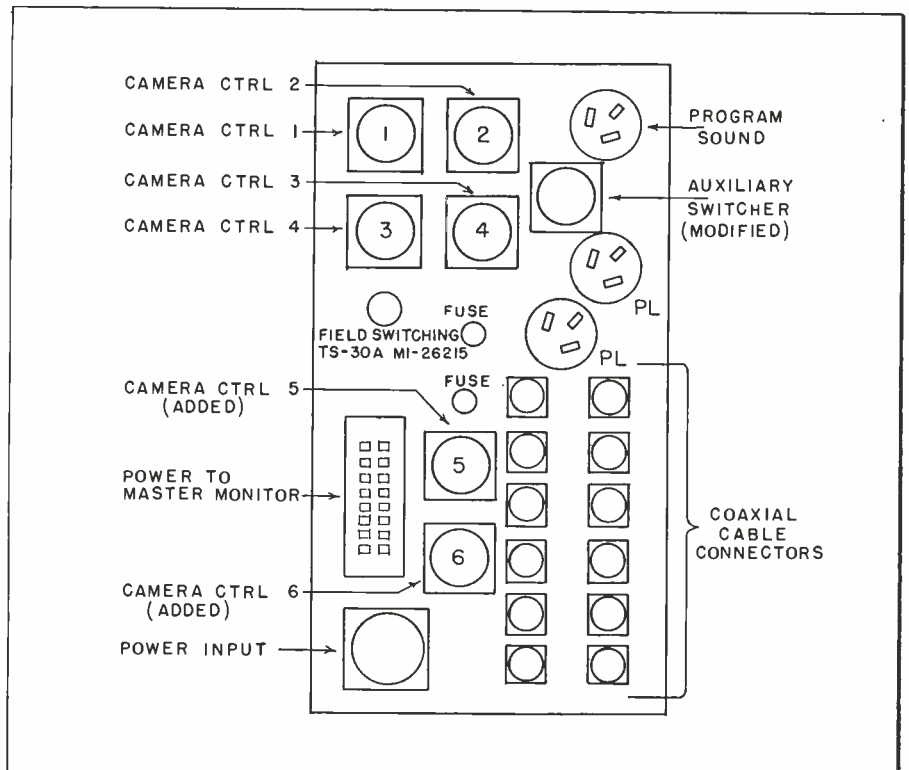 CAMERA CTRL 2
CAMERA CTRL 1
CAMERA CTRL 3
CAMERA CTRL 4
1
2
3
4
PROGRAM
SOUND
AUXILIARY
SWITCHER
(MODIFIED)
PL
FUSE
FIELD SWITCHING
TS-30A MI-26215
PL
FUSE
CAMERA CTRL 5
(ADDED)
5
POWER TO
MASTER MONITOR
6
COAXIAL
CABLE
CONNECTORS
CAMERA CTRL 6
(ADDED)
POWER INPUT